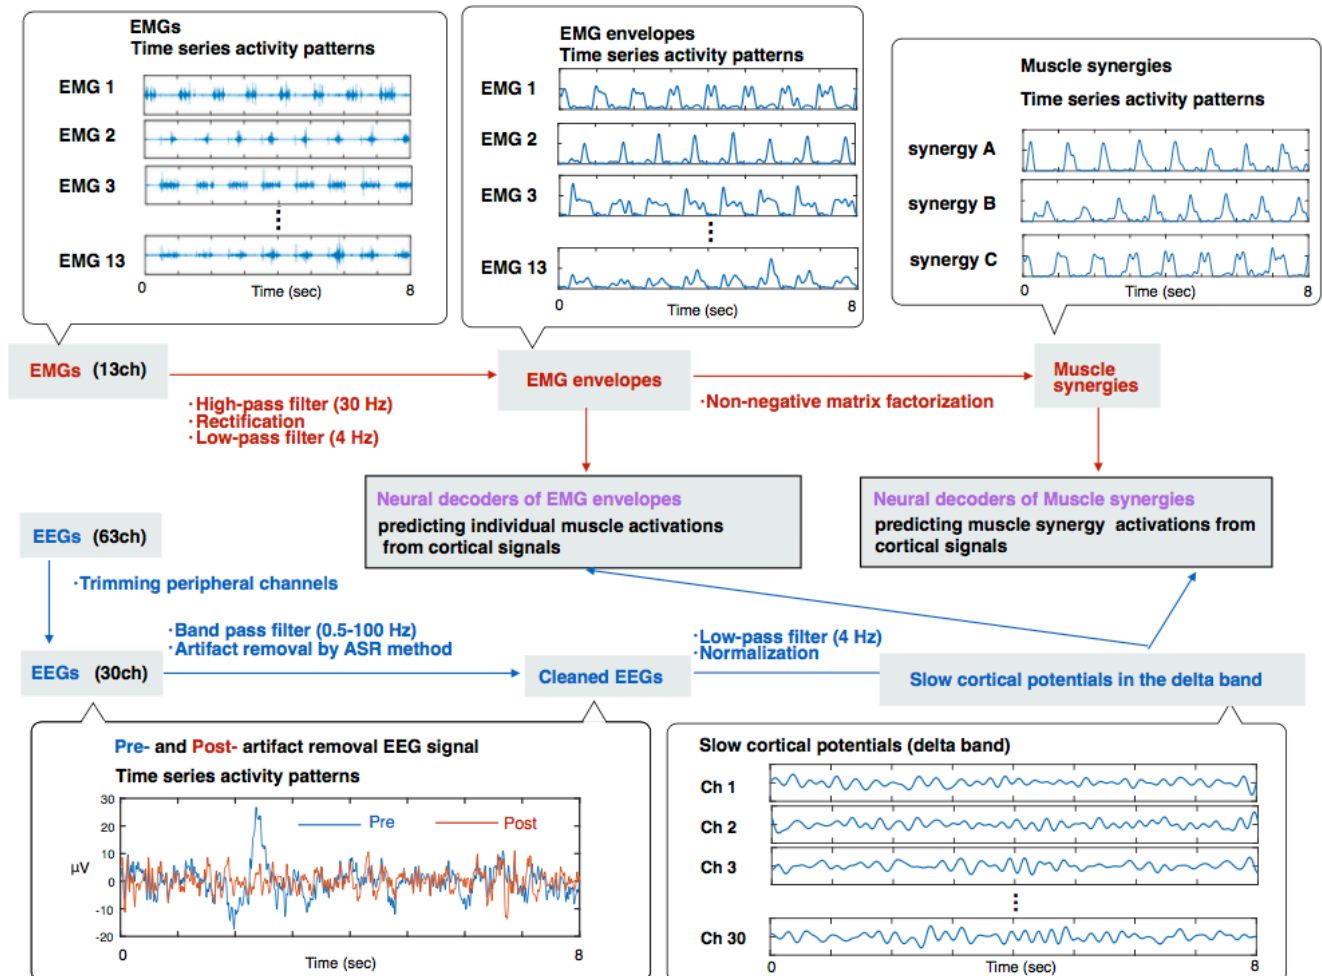 EMGs
Time series activity patterns
EMG 1
EMG 2
EMG 3
EMG 13
0
Time (sec)
8
EMG envelopes
Time series activity patterns
EMG 1
EMG 2
EMG 3
EMG 13
0
Time (sec)
8
Muscle synergies
Time series activity patterns
synergy A
synergy B
synergy C
0
Time (sec)
8
EMGs (13ch)
·High-pass filter (30 Hz)
·Rectification
·Low-pass filter (4 Hz)
EMG envelopes
·Non-negative matrix factorization
Muscle
synergies
Neural decoders of EMG envelopes
predicting individual muscle activations
from cortical signals
Neural decoders of Muscle synergies
predicting muscle synergy activations from
cortical signals
EEGs (63ch)
·Trimming peripheral channels
EEGs (30ch)
·Band pass filter (0.5-100 Hz)
·Artifact removal by ASR method
Cleaned EEGs
·Low-pass filter (4 Hz)
·Normalization
Slow cortical potentials in the delta band
Pre- and Post- artifact removal EEG signal
Time series activity patterns
30
20
10
0
-10
-20
μV
Pre
Post
0
Time (sec)
8
Slow cortical potentials (delta band)
Ch 1
Ch 2
Ch 3
Ch 30
0
Time (sec)
8